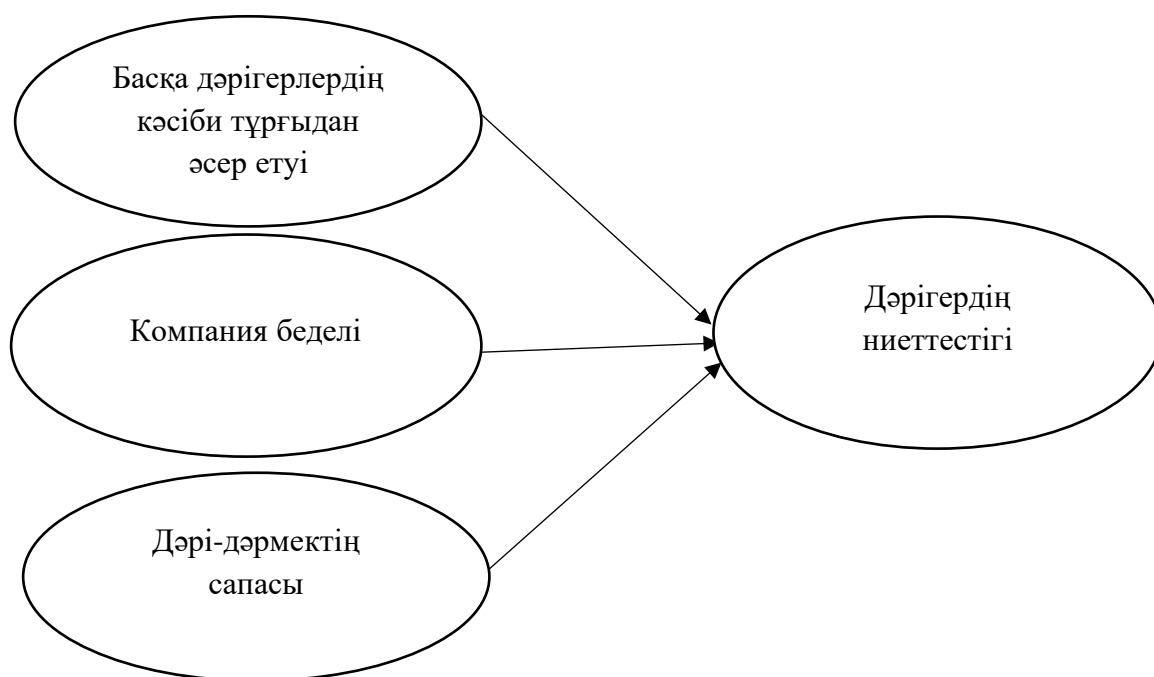 Басқа дәрігерлердің
кәсіби тұрғыдан
әсер етуі
Компания беделі
Дәрі-дәрмектің
сапасы
Дәрігердің
ниеттестігі